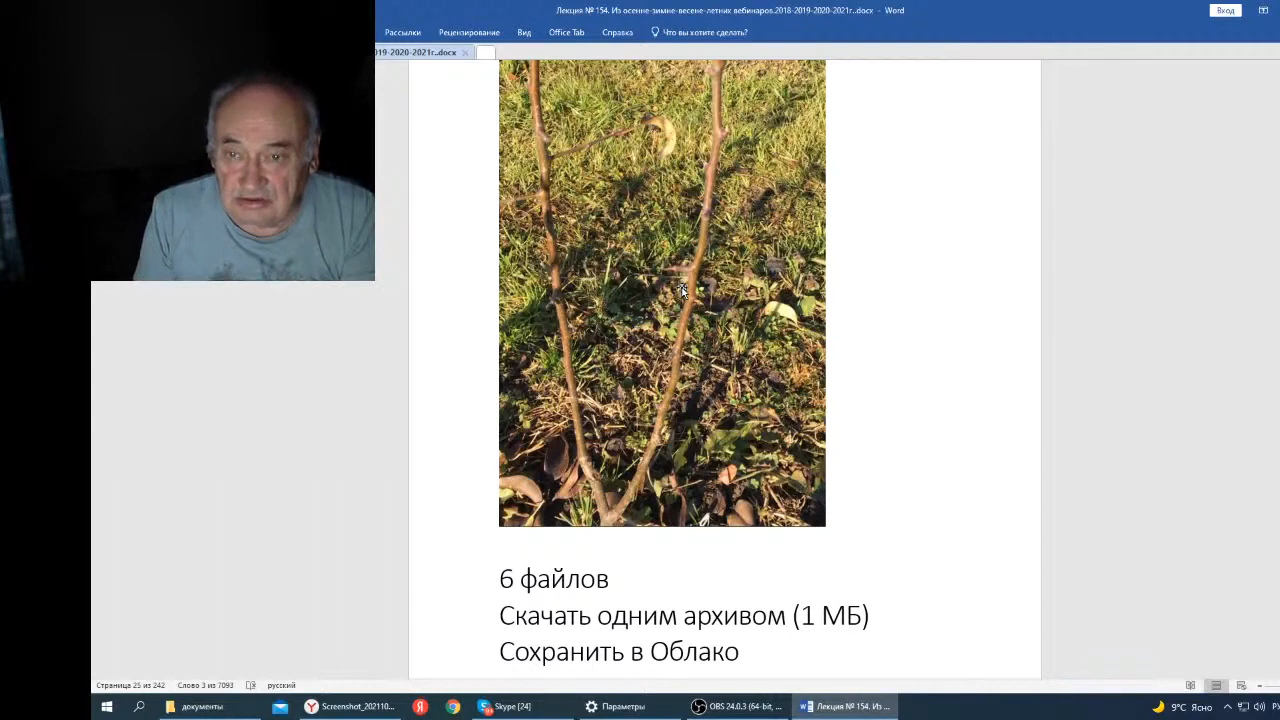 Лекция № 154. Из осенне-зимне-весене-летних вебинаров.2018-2019-2020-2021г..docx - Word
Вход
Рассылки Рецензирование Вид Office Tab Справка Что вы хотите сделать?
019-2020-2021г..docx
6 файлов
Скачать одним архивом (1 МБ)
Сохранить в Облако
Страница 25 из 242 Слово 3 из 7093 русский
документы Screenshot_202110... Skype [24] Параметры OBS 24.0.3 (64-bit, ... Лекция № 154. Из ... 9°C Ясно